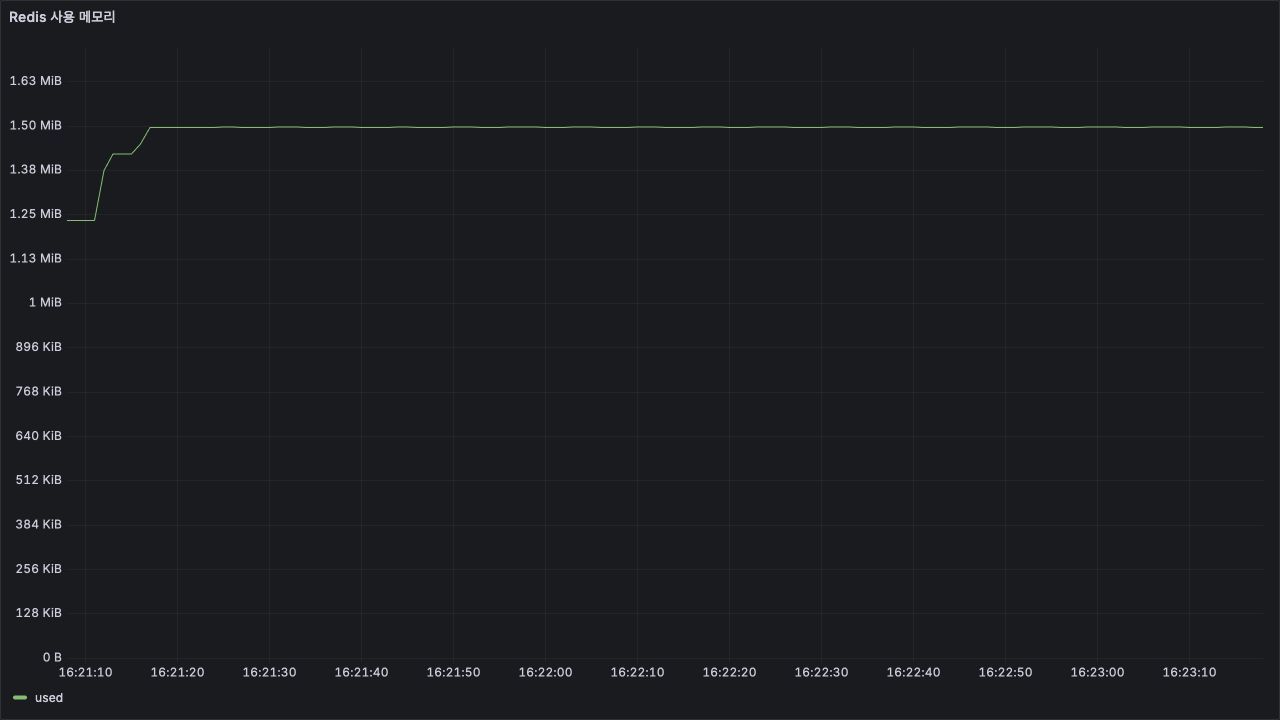 Redis 사용 메모리
1.63 MiB
1.50 MiB
1.38 MiB
1.25 MiB
1.13 MiB
1 MiB
896 KiB
768 KiB
640 KiB
512 KiB
384 KiB
256 KiB
128 KiB
0 B
16:21:10 16:21:20 16:21:30 16:21:40 16:21:50 16:22:00 16:22:10 16:22:20 16:22:30 16:22:40 16:22:50 16:23:00 16:23:10
used